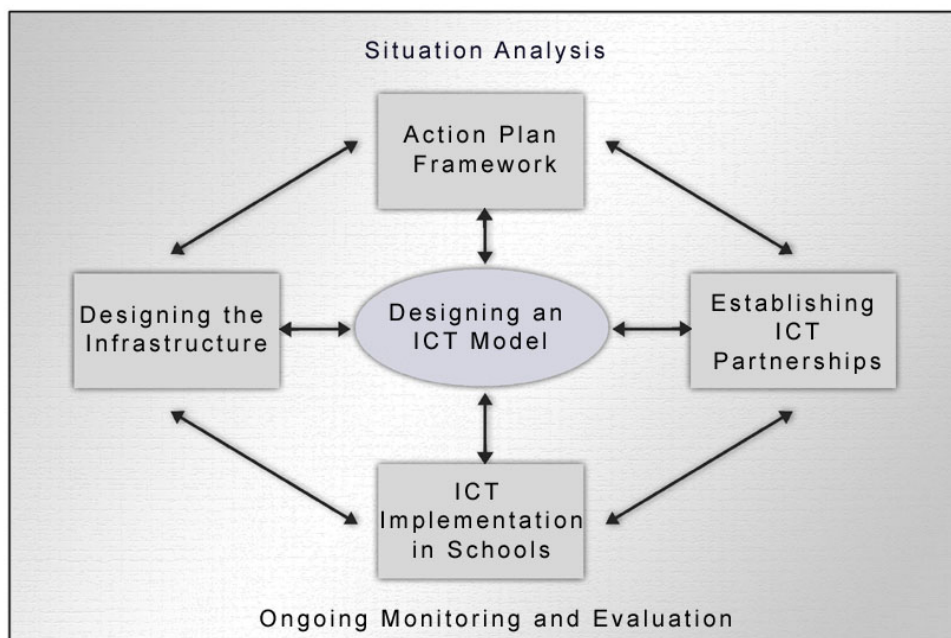 Situation Analysis
Action Plan
Framework
Designing the
Infrastructure
Designing an
ICT Model
Establishing
ICT
Partnerships
ICT
Implementation
in Schools
Ongoing Monitoring and Evaluation